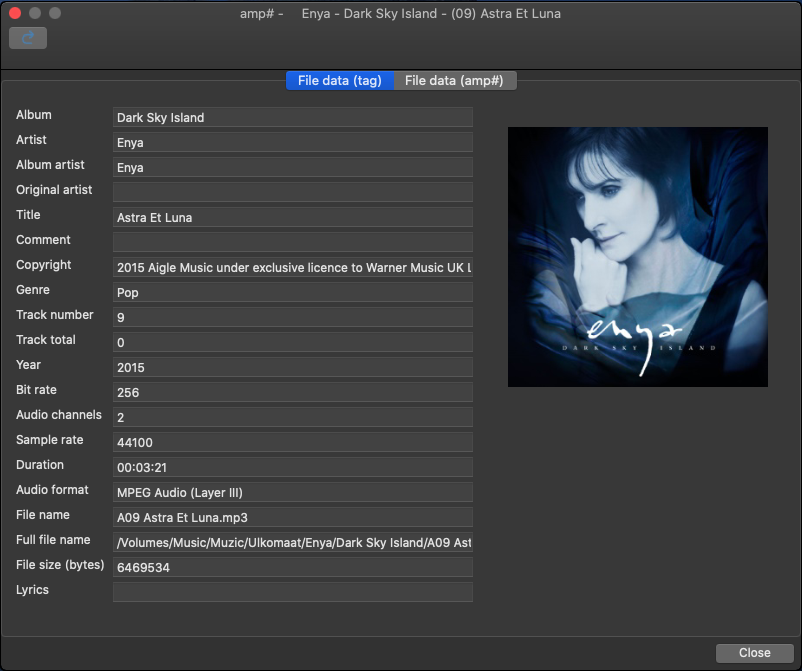 amp# - Enya - Dark Sky Island - (09) Astra Et Luna
File data (tag) File data (amp#)
Album Dark Sky Island
Artist Enya
Album artist Enya
Original artist
Title Astra Et Luna
Comment
Copyright 2015 Aigle Music under exclusive licence to Warner Music UK L
Genre Pop
Track number 9
Track total 0
Year 2015
Bit rate 256
Audio channels 2
Sample rate 44100
Duration 00:03:21
Audio format MPEG Audio (Layer III)
File name A09 Astra Et Luna.mp3
Full file name /Volumes/Music/Muzic/Ulkomaat/Enya/Dark Sky Island/A09 Ast
File size (bytes) 6469534
Lyrics
enya
DARK SKY ISLAND
Close